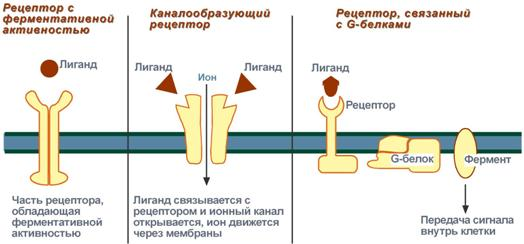 Рецептор с
ферментативной
активностью
Лиганд
Часть рецептора,
обладающая
ферментативной
активностью
Каналообразующий
рецептор
Лиганд
Ион
Лиганд
Лиганд связывается с
рецептором и ионный канал
открывается, ион движется
через мембраны
Рецептор, связанный
с G-белками
Лиганд
Рецептор
G-белок
Фермент
Передача сигнала
внутрь клетки